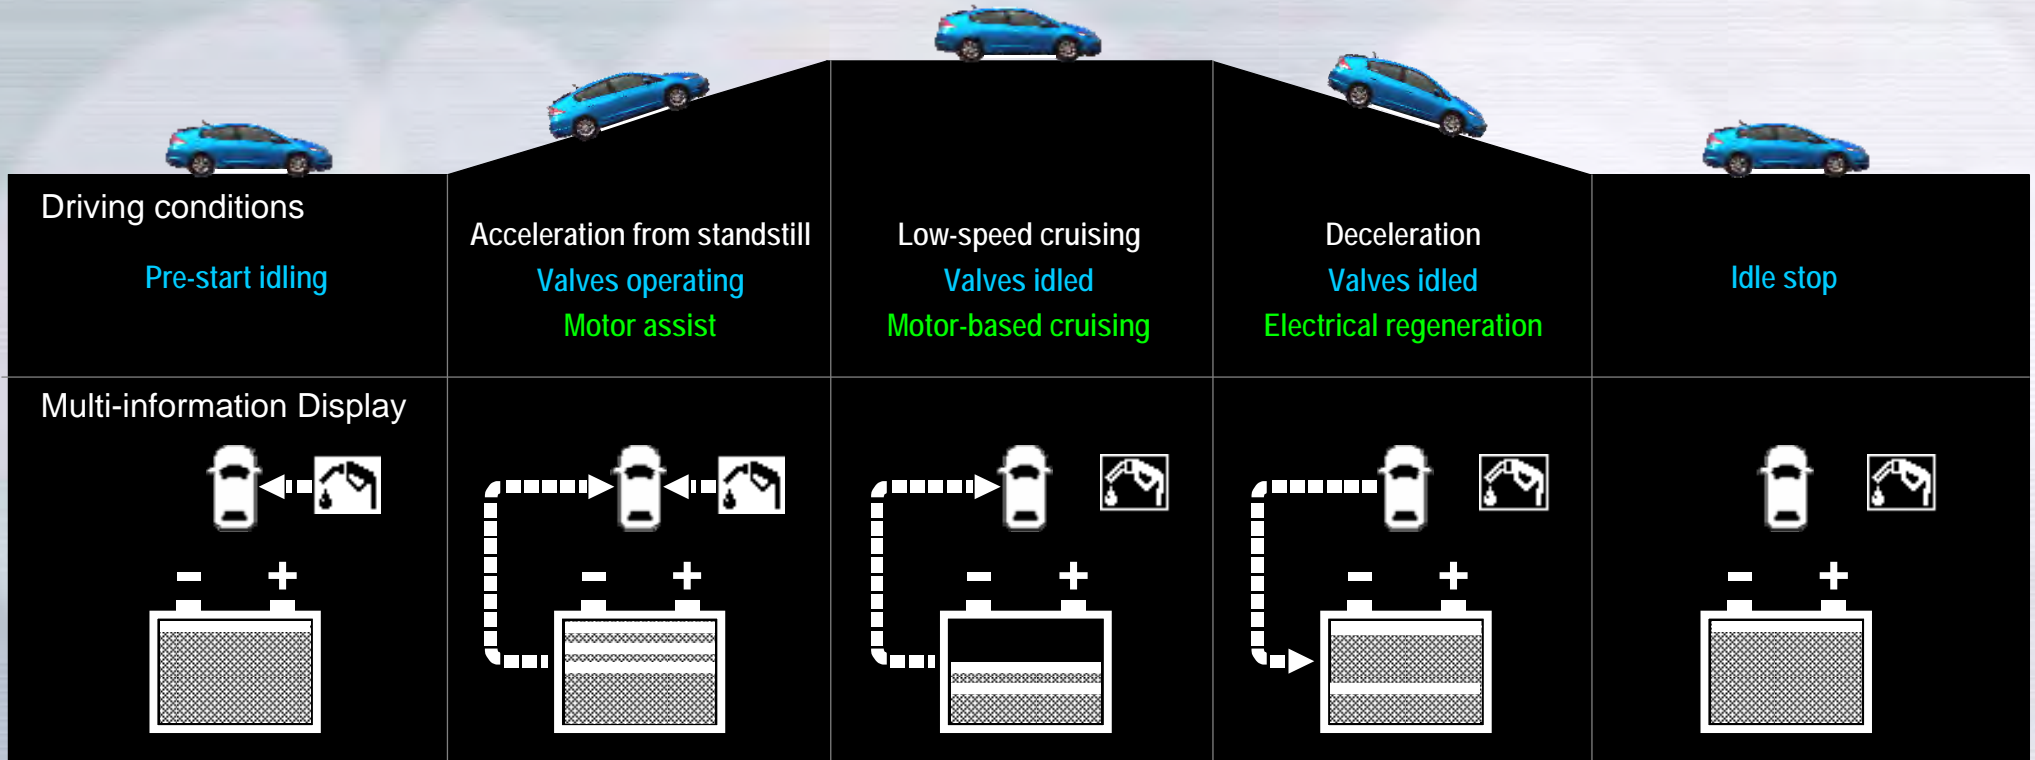 Driving conditions
Pre-start idling
Acceleration from standstill
Valves operating
Motor assist
Low-speed cruising
Valves idled
Motor-based cruising
Deceleration
Valves idled
Electrical regeneration
Idle stop
Multi-information Display
- +
- +
- +
- +
- +